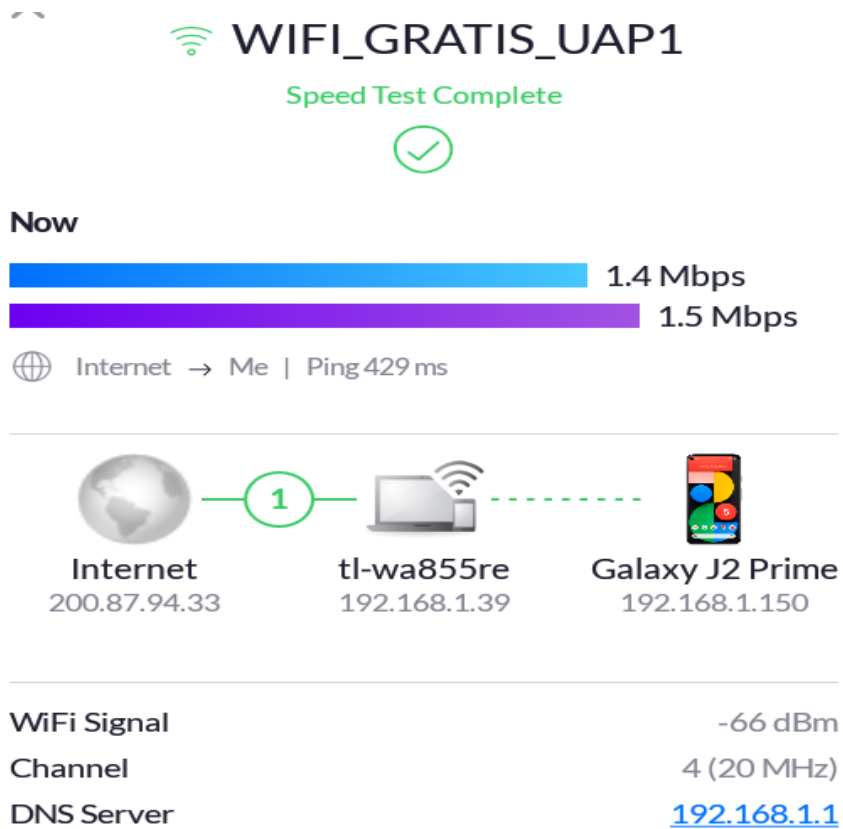 WIFI_GRATIS_UAP1
Speed Test Complete
Now
1.4 Mbps
1.5 Mbps
Internet → Me | Ping 429 ms
1
Internet tl-wa855re Galaxy J2 Prime
200.87.94.33 192.168.1.39 192.168.1.150
WiFi Signal -66 dBm
Channel 4 (20 MHz)
DNS Server 192.168.1.1